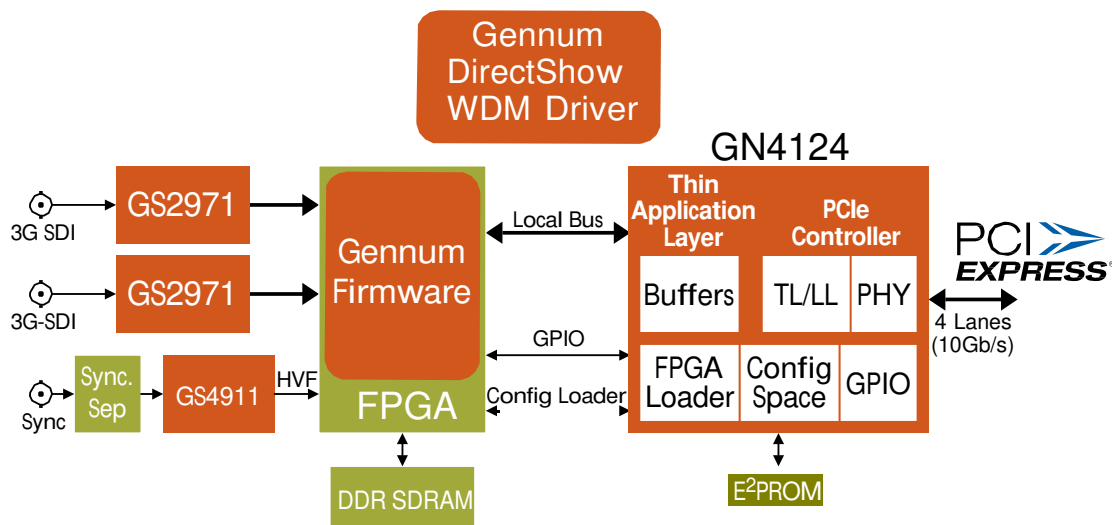 Gennum
DirectShow
WDM Driver
GN4124
3G SDI
GS2971
3G-SDI
GS2971
Sync
Sync.
Sep
GS4911
HVF
Gennum
Firmware
FPGA
DDR SDRAM
Local Bus
GPIO
Config Loader
Thin
Application
Layer
PCIe
Controller
Buffers
TL/LL
PHY
FPGA
Loader
Config
Space
GPIO
E²PROM
PCI
EXPRESS®
4 Lanes
(10Gb/s)